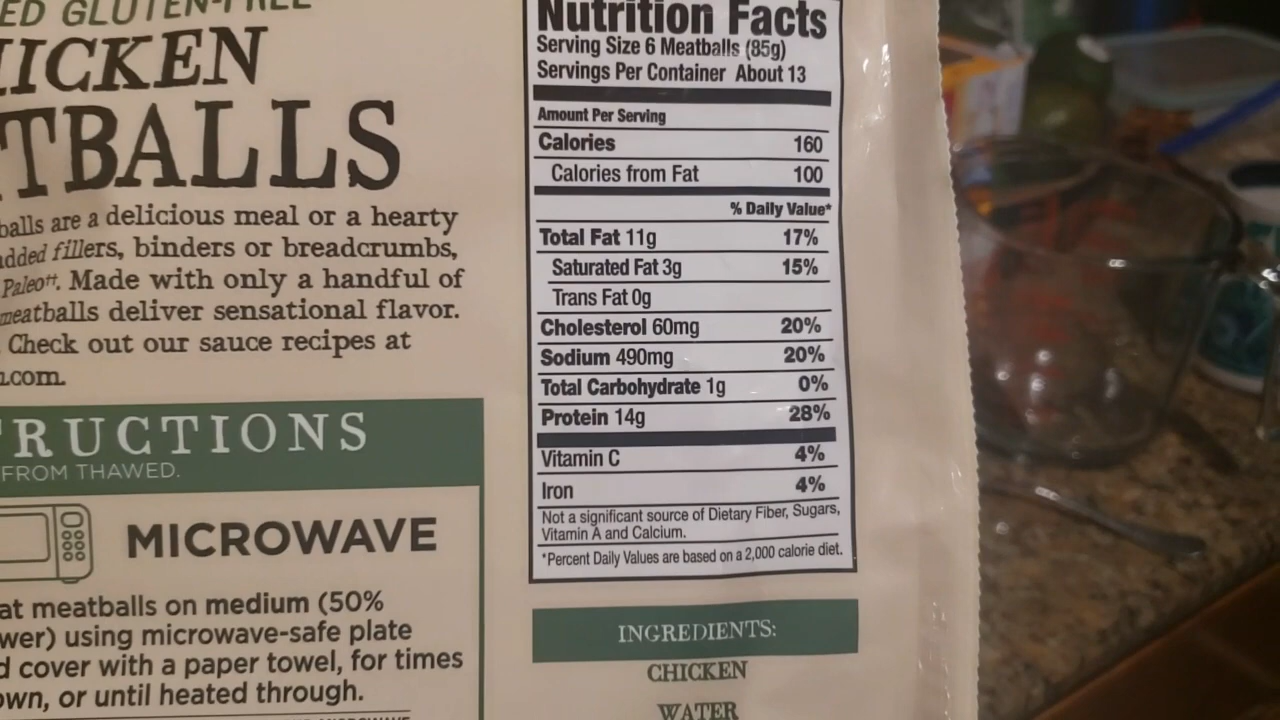 ED GLUTEN-FREE
HICKEN
TBALLS
balls are a delicious meal or a hearty
added fillers, binders or breadcrumbs,
Paleo††. Made with only a handful of
meatballs deliver sensational flavor.
Check out our sauce recipes at
.com.
RUCTIONS
FROM THAWED.
MICROWAVE
at meatballs on medium (50%
wer) using microwave-safe plate
d cover with a paper towel, for times
own, or until heated through.
MICROWAVE
Nutrition Facts
Serving Size 6 Meatballs (85g)
Servings Per Container About 13
Amount Per Serving
Calories 160
Calories from Fat 100
% Daily Value*
Total Fat 11g 17%
Saturated Fat 3g 15%
Trans Fat 0g
Cholesterol 60mg 20%
Sodium 490mg 20%
Total Carbohydrate 1g 0%
Protein 14g 28%
Vitamin C 4%
Iron 4%
Not a significant source of Dietary Fiber, Sugars,
Vitamin A and Calcium.
*Percent Daily Values are based on a 2,000 calorie diet.
INGREDIENTS:
CHICKEN
WATER